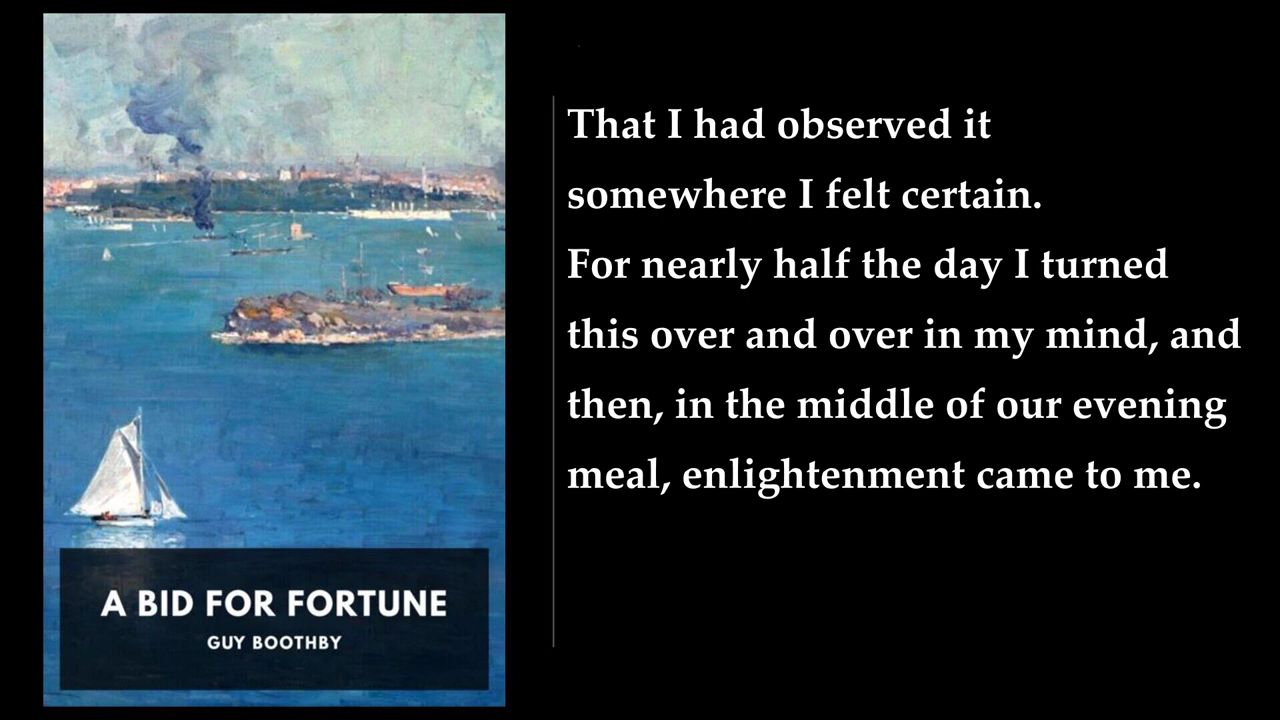 A BID FOR FORTUNE
GUY BOOTHBY
That I had observed it
somewhere I felt certain.
For nearly half the day I turned
this over and over in my mind, and
then, in the middle of our evening
meal, enlightenment came to me.